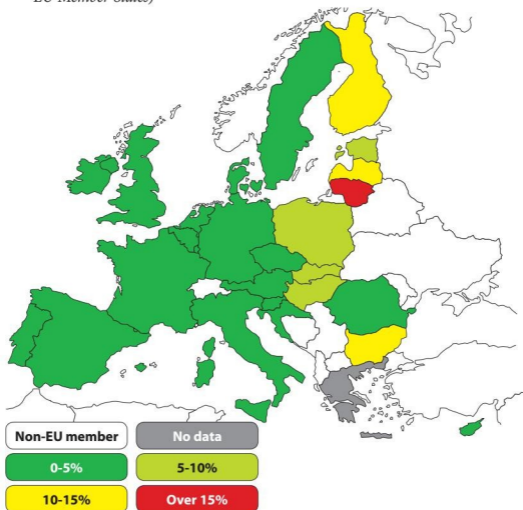 EU Member States)
Non-EU member
No data
0-5%
5-10%
10-15%
Over 15%